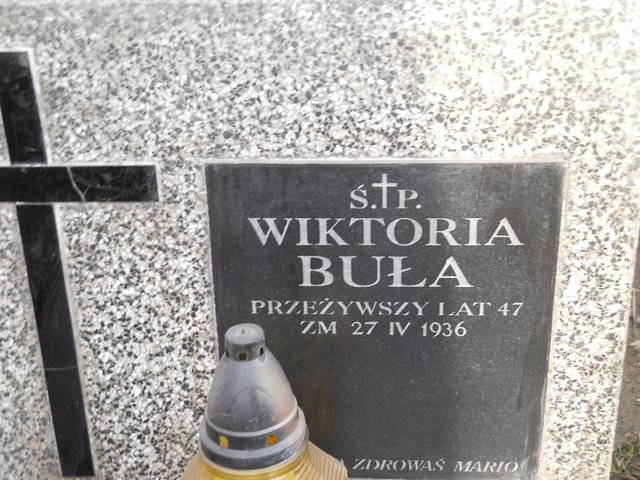 Ś.†P.
WIKTORIA
BUŁA
PRZEŻYWSZY LAT 47
ZM 27 IV 1936
ZDROWAŚ MARIO